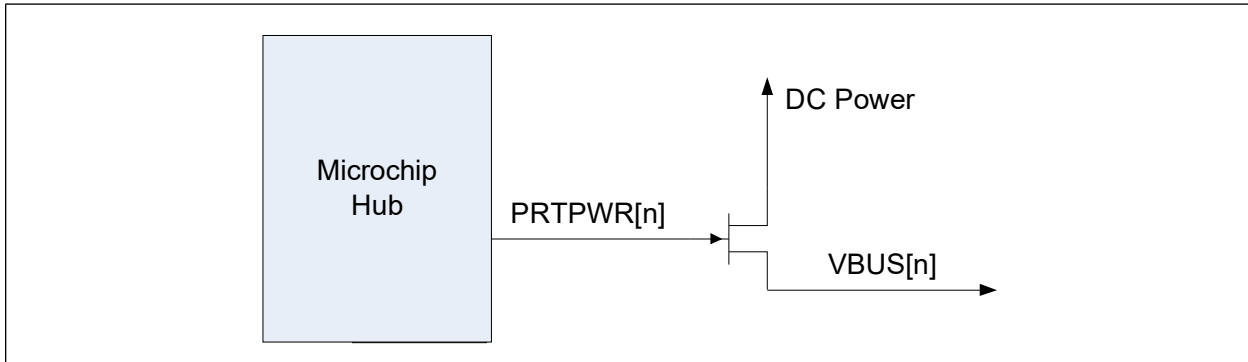 Microchip
Hub
PRTPWR[n]
DC Power
VBUS[n]